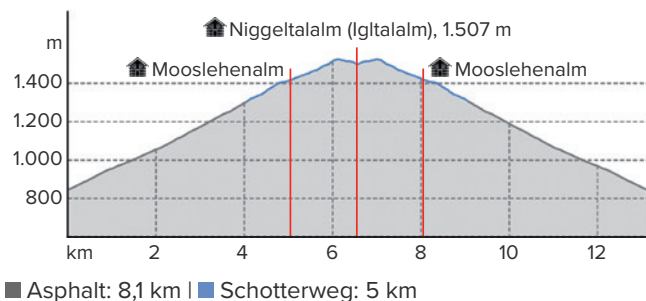 Niggeltalalm (Igltalalm), 1.507 m
m
Mooslehenalm
Mooslehenalm
1.400
1.200
1.000
800
km 2 4 6 8 10 12
Asphalt: 8,1 km | Schotterweg: 5 km